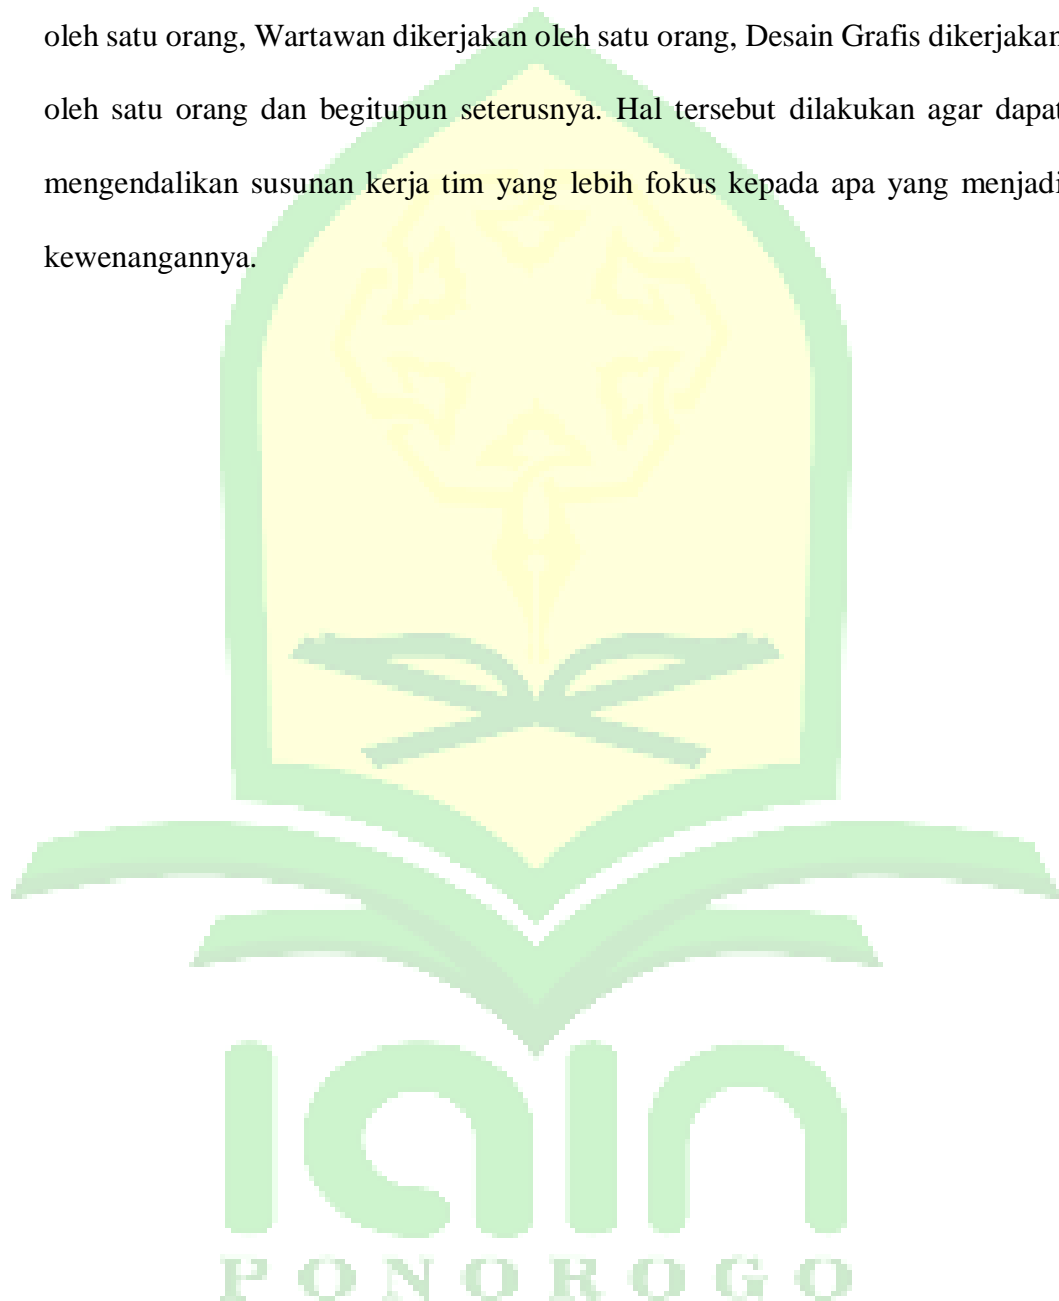 oleh satu orang, Wartawan dikerjakan oleh satu orang, Desain Grafis dikerjakan
oleh satu orang dan begitupun seterusnya. Hal tersebut dilakukan agar dapat
mengendalikan susunan kerja tim yang lebih fokus kepada apa yang menjadi
kewenangannya.
iain
PONOROGO